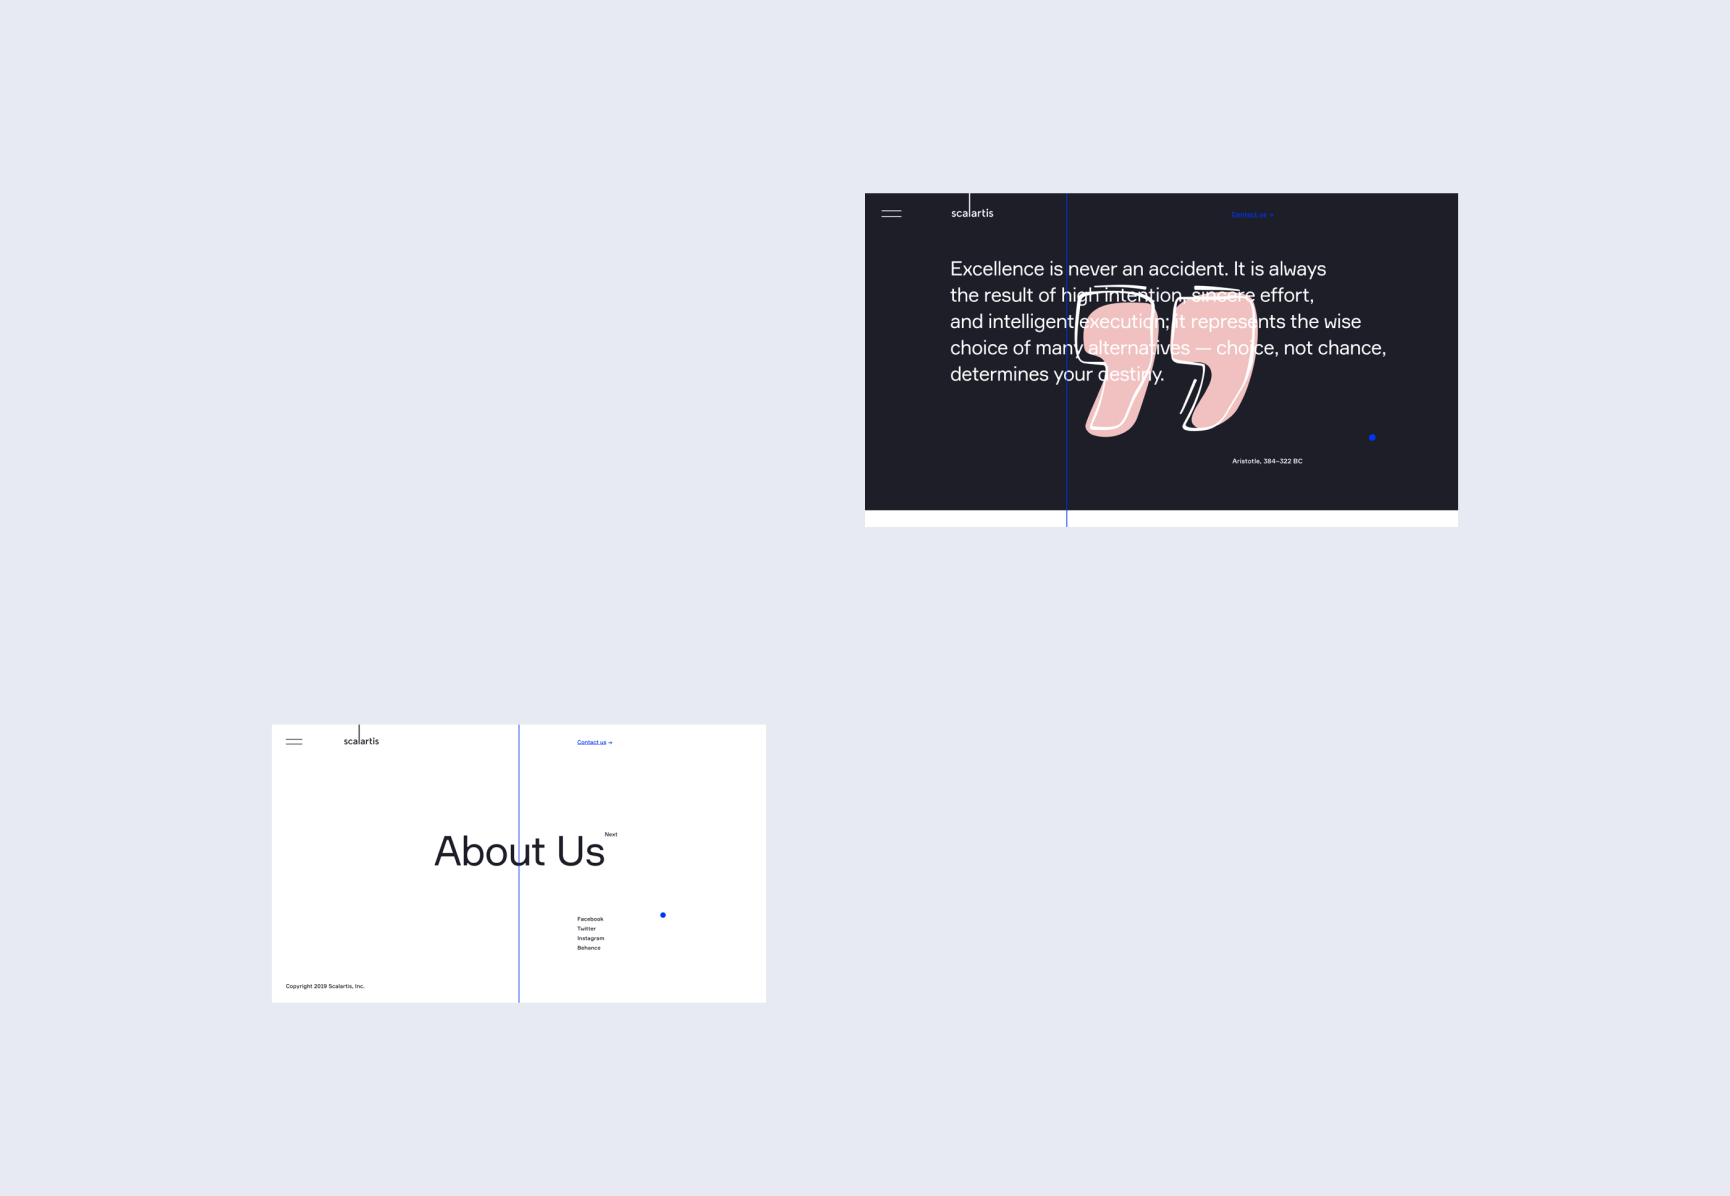 scalartis
Contact us →
Excellence is never an accident. It is always
the result of high intention, sincere effort,
and intelligent execution; it represents the wise
choice of many alternatives — choice, not chance,
determines your destiny.
Aristotle, 384–322 BC
scalartis
Contact us →
About Us
Next
Facebook
Twitter
Instagram
Behance
Copyright 2019 Scalartis, Inc.